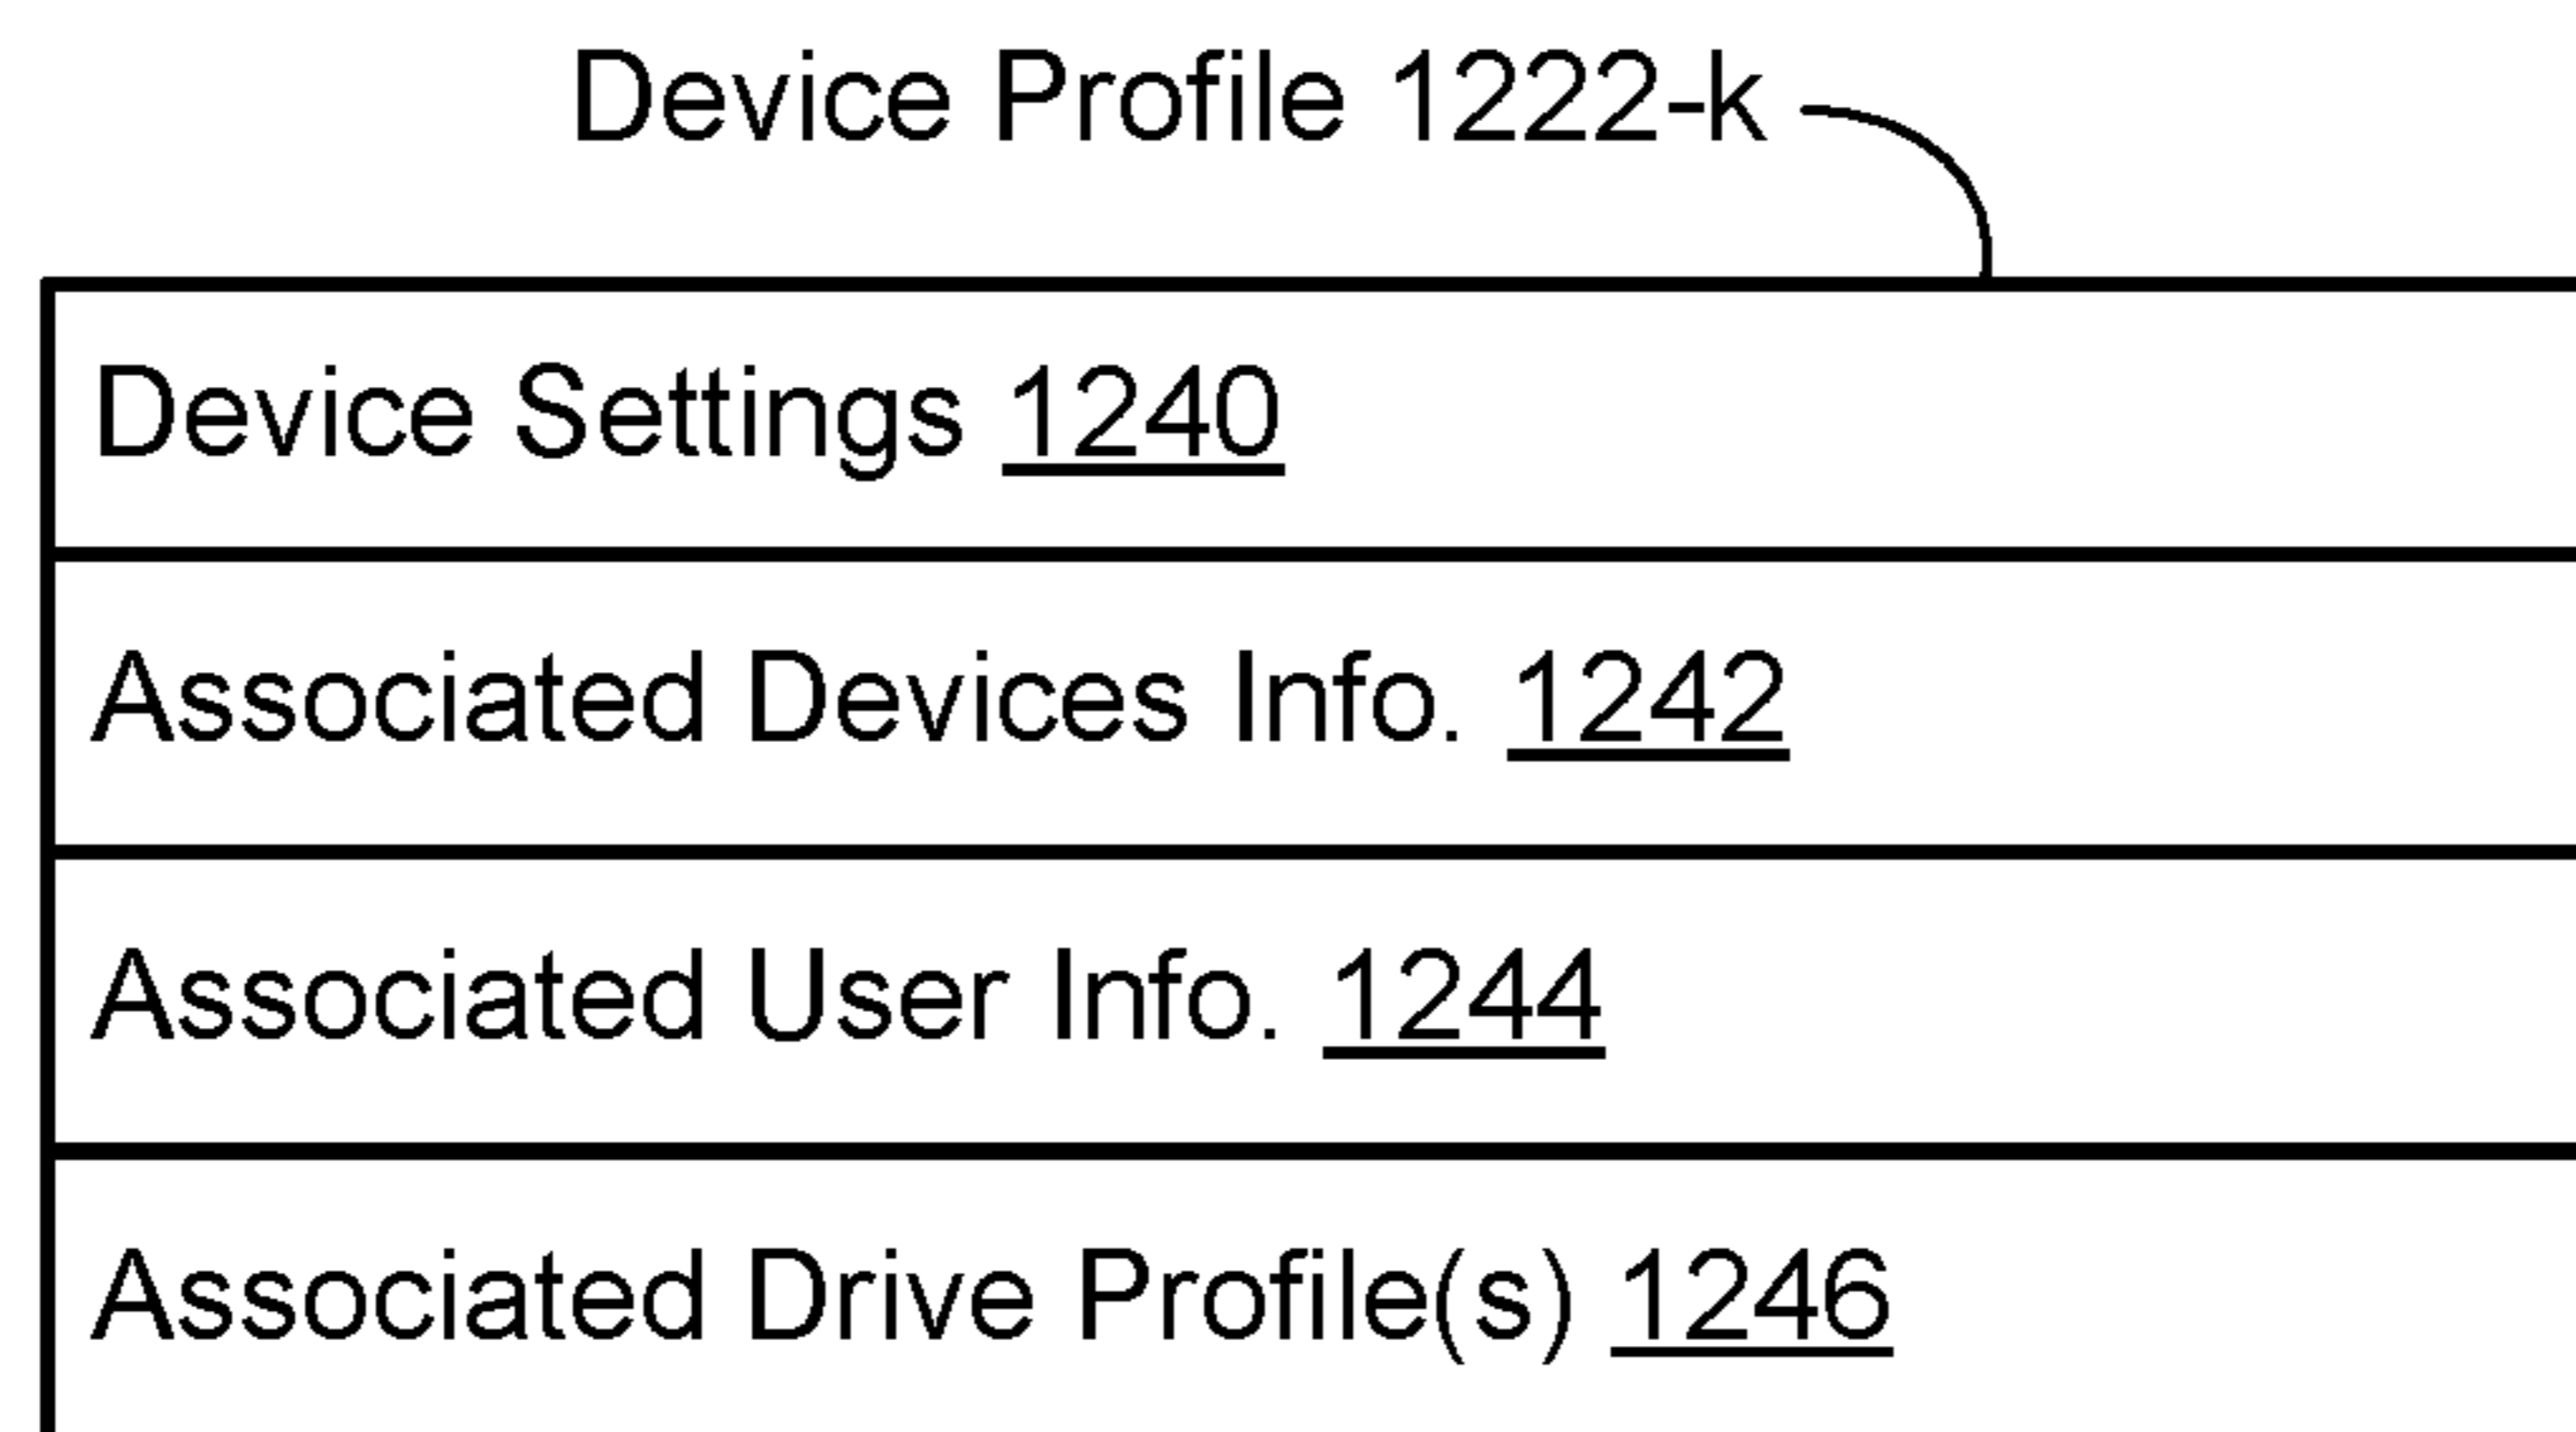 Device Profile 1222-k
Device Settings 1240
Associated Devices Info. 1242
Associated User Info. 1244
Associated Drive Profile(s) 1246